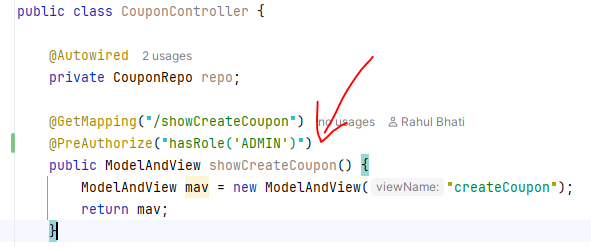 public class CouponController {
@Autowired 2 usages
private CouponRepo repo;
@GetMapping("/showCreateCoupon") no usages Rahul Bhati
@PreAuthorize("hasRole('ADMIN')")
public ModelAndView showCreateCoupon() {
ModelAndView mav = new ModelAndView( viewName: "createCoupon");
return mav;
}